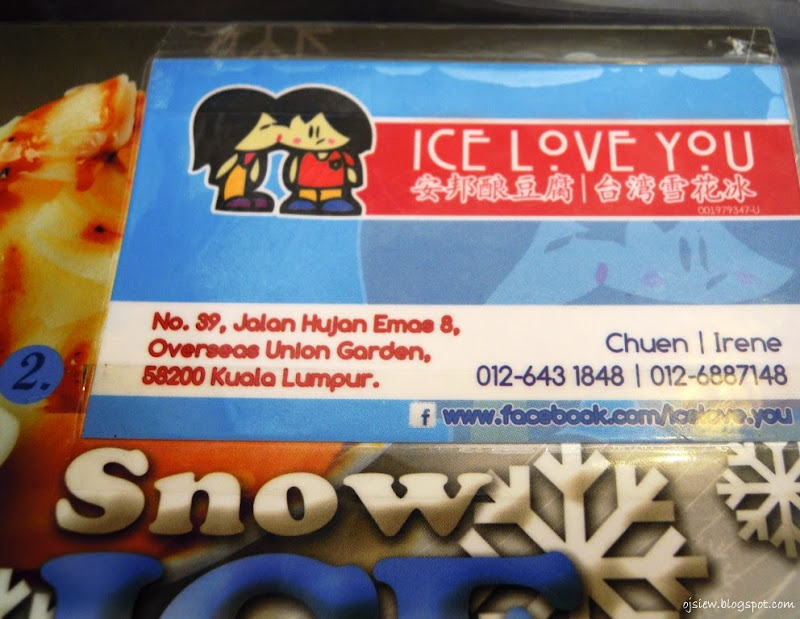 ICE LOVE YOU
安邦酿豆腐|台湾雪花冰
001979347-U
No. 39, Jalan Hujan Emas 8,
Overseas Union Garden,
58200 Kuala Lumpur.
Chuen | Irene
012-643 1848 | 012-6887148
f www.facebook.com/icelove.you
2.
Snow
ICE
ojsiew.blogspot.com